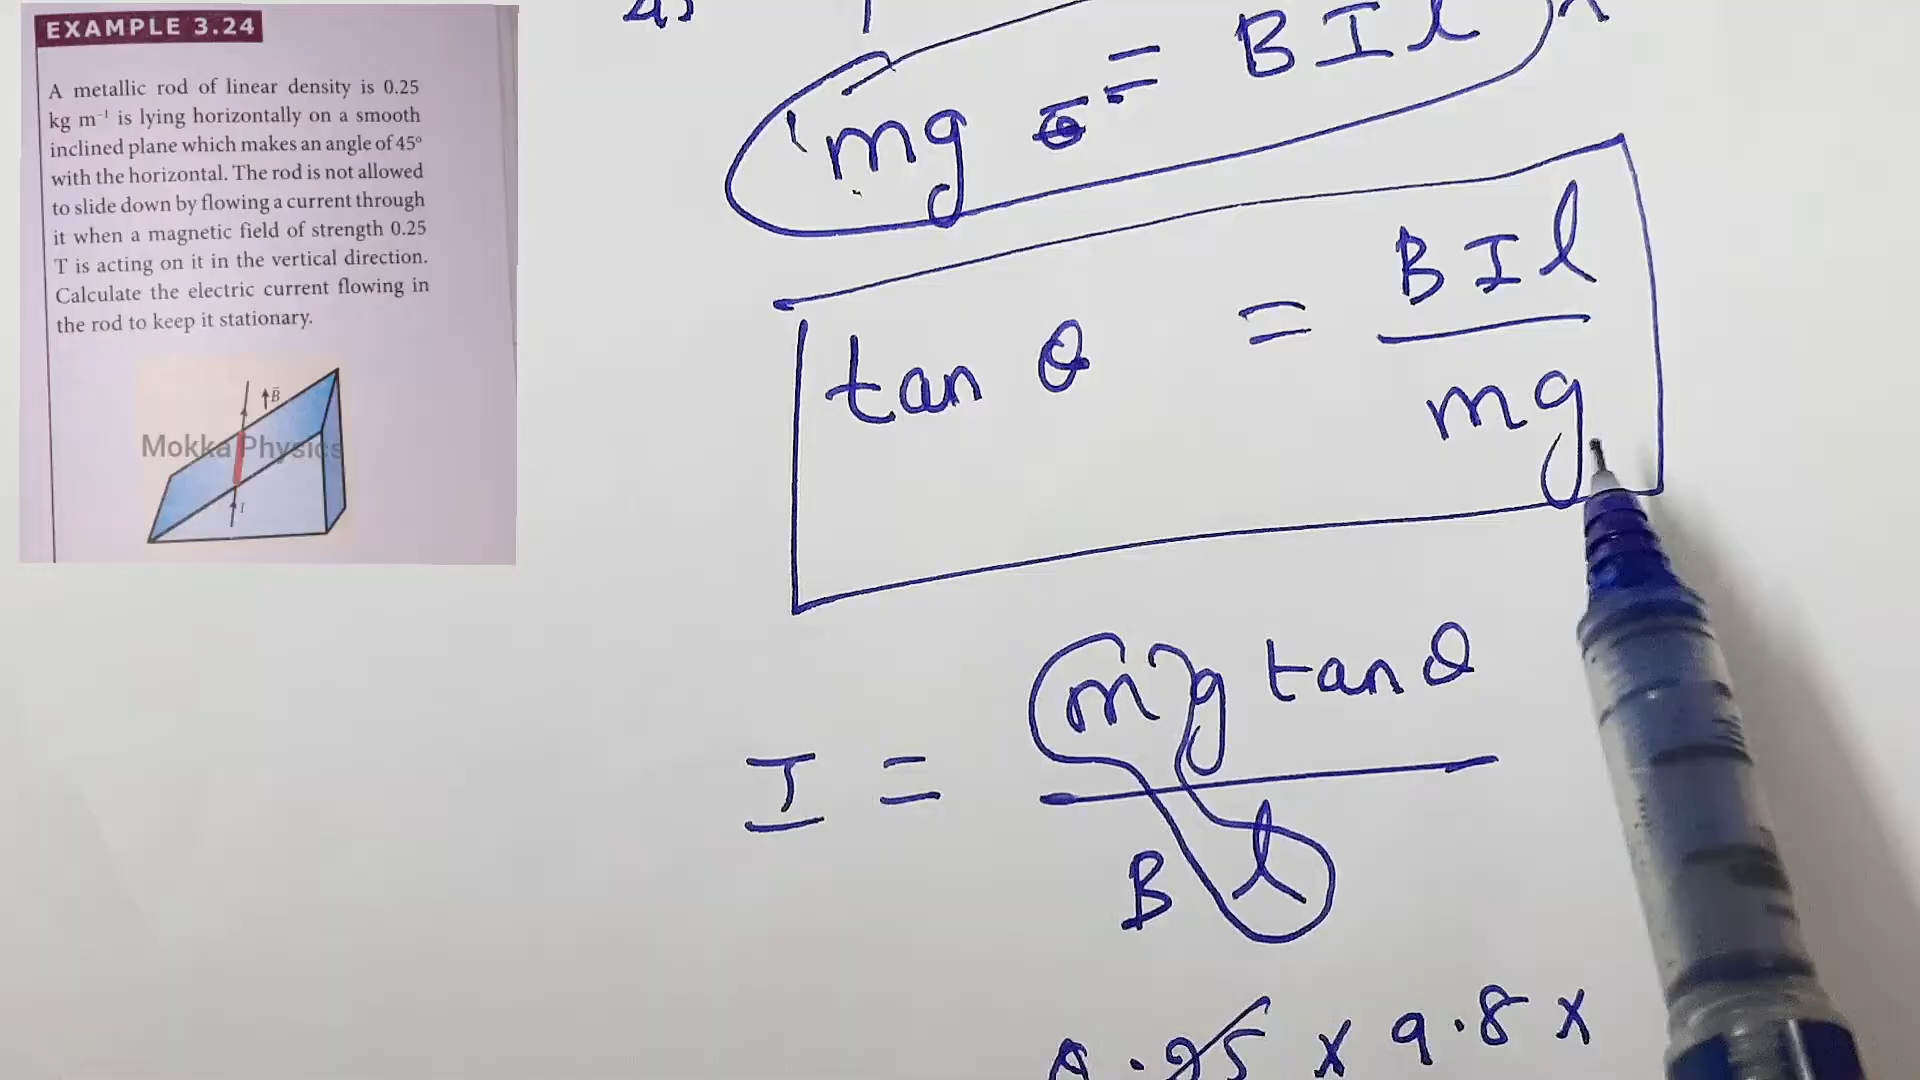 EXAMPLE 3.24
A metallic rod of linear density is 0.25
kg m⁻¹ is lying horizontally on a smooth
inclined plane which makes an angle of 45°
with the horizontal. The rod is not allowed
to slide down by flowing a current through
it when a magnetic field of strength 0.25
T is acting on it in the vertical direction.
Calculate the electric current flowing in
the rod to keep it stationary.
B
Mokka Physics
I
mg = BIl
tan θ = BIl
mg
I = mg tan θ
B l
0.25 x 9.8 x